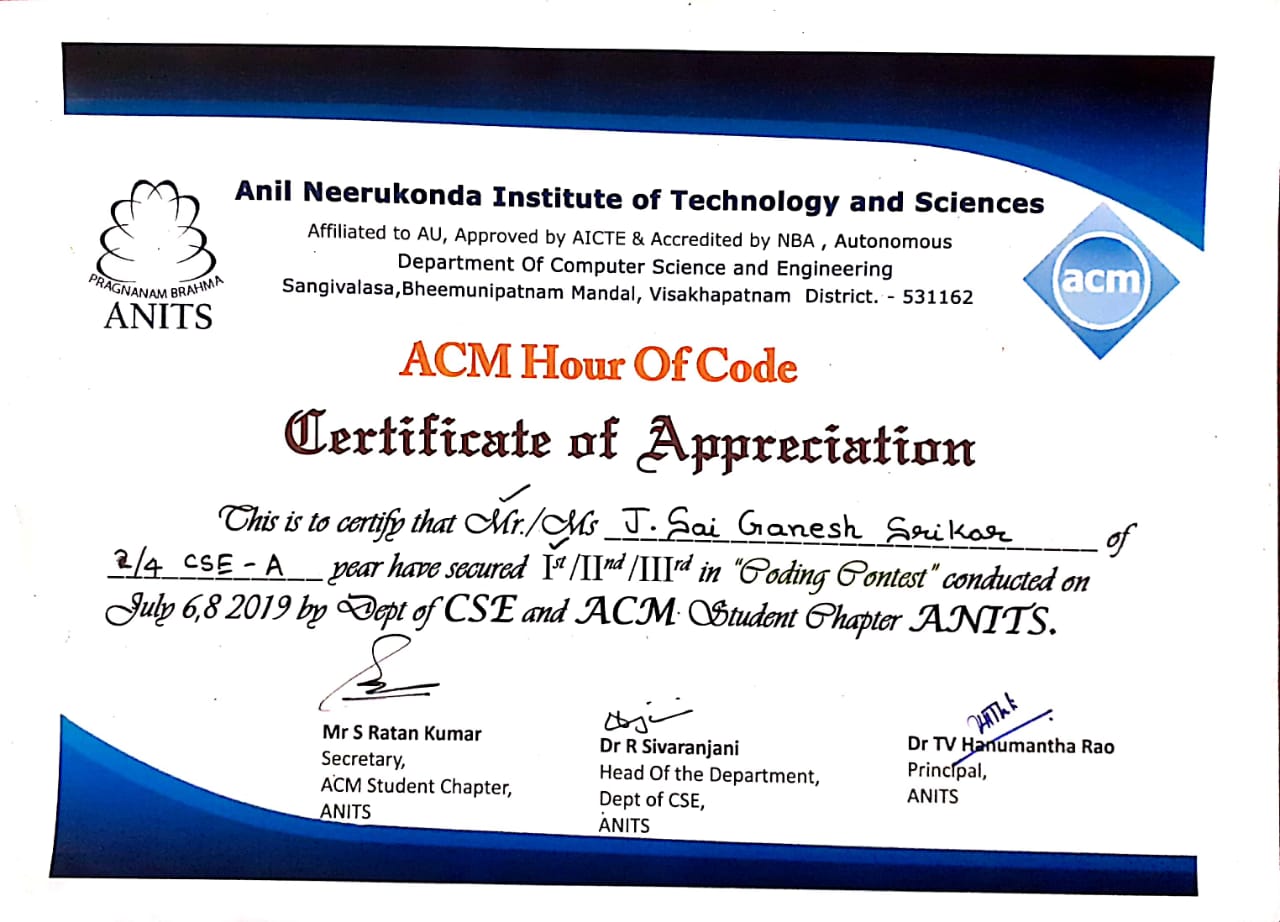 Anil Neerukonda Institute of Technology and Sciences
Affiliated to AU, Approved by AICTE & Accredited by NBA , Autonomous
Department Of Computer Science and Engineering
Sangivalasa,Bheemunipatnam Mandal, Visakhapatnam District. - 531162
PRAGNANAM BRAHMA
ANITS
acm
ACM Hour Of Code
Certificate of Appreciation
This is to certify that Mr./Ms J. Sai Ganesh Srikar of
2/4 CSE - A year have secured Ist/IInd/IIIrd in "Coding Contest" conducted on
July 6,8 2019 by Dept of CSE and ACM Student Chapter ANITS.
Mr S Ratan Kumar
Secretary,
ACM Student Chapter,
ANITS
Dr R Sivaranjani
Head Of the Department,
Dept of CSE,
ANITS
Dr TV Hanumantha Rao
Principal,
ANITS